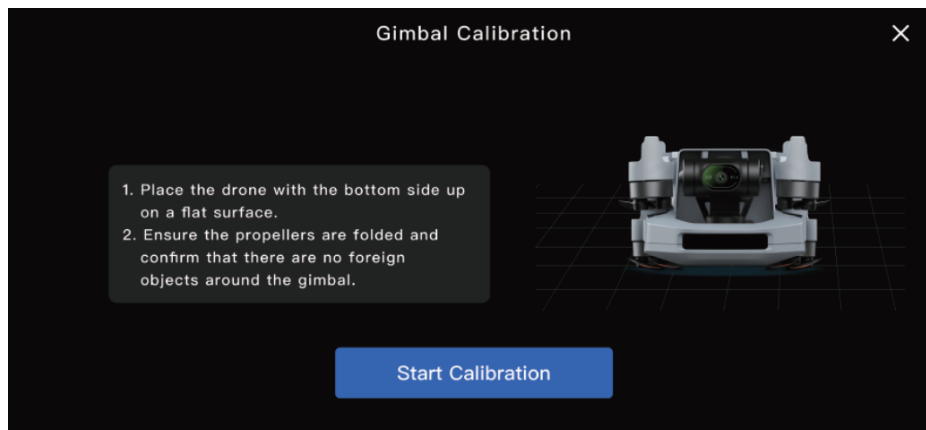 Gimbal Calibration
1. Place the drone with the bottom side up
on a flat surface.
2. Ensure the propellers are folded and
confirm that there are no foreign
objects around the gimbal.
Start Calibration